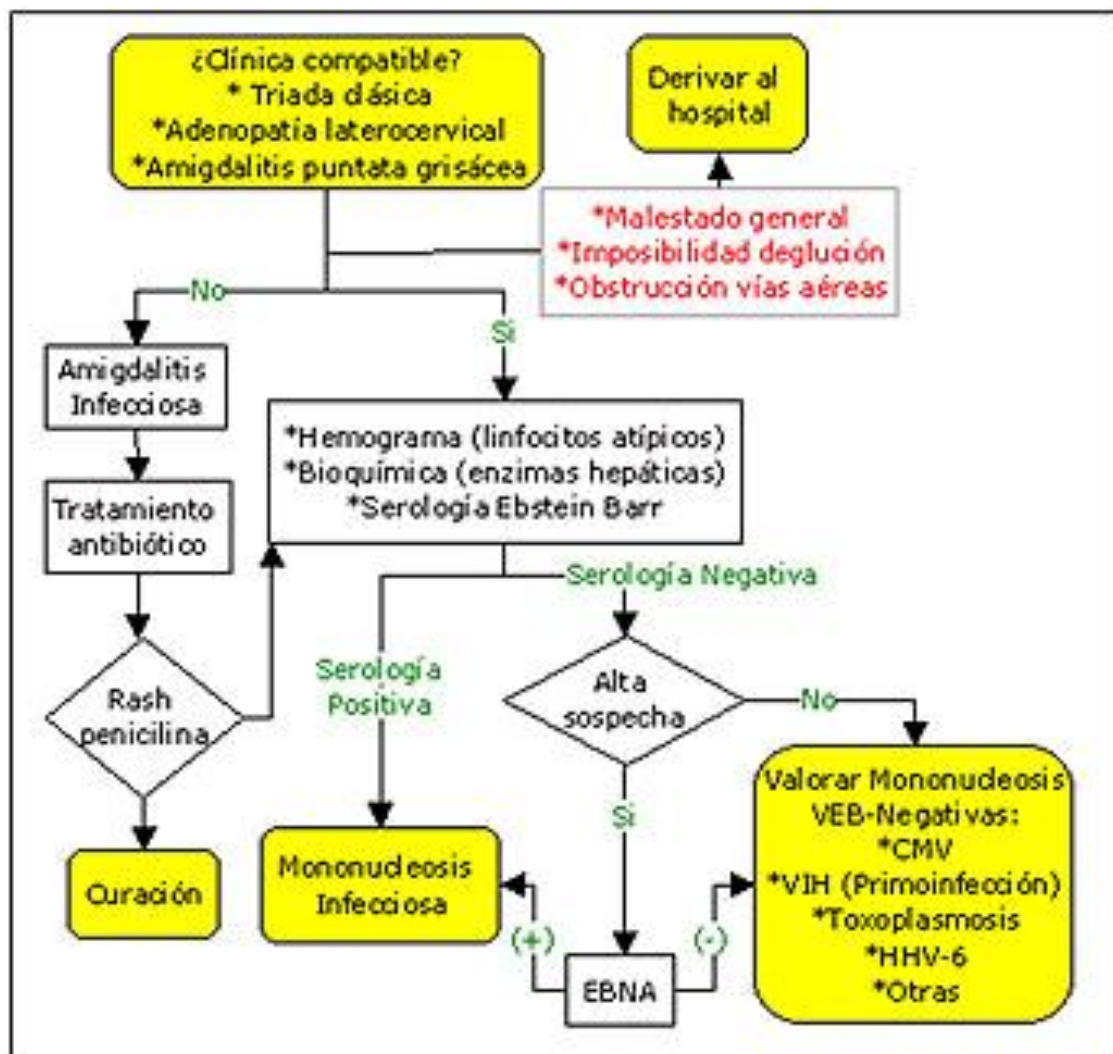 ¿Clínica compatible?
* Triada clásica
*Adenopatía laterocervical
*Amigdalitis puntata grisácea
Derivar al
hospital
*Malestado general
*Imposibilidad deglución
*Obstrucción vías aéreas
No
Si
Amigdalitis
Infecciosa
*Hemograma (linfocitos atípicos)
*Bioquímica (enzimas hepáticas)
*Serología Ebstein Barr
Tratamiento
antibiótico
Serología Negativa
Serología
Positiva
Rash
penicilina
Alta
sospecha
No
Si
Valorar Mononucleosis
VEB-Negativas:
*CMV
*VIH (Primoinfección)
*Toxoplasmosis
*HHV-6
*Otras
Curación
Mononucleosis
Infecciosa
(+)
(-)
EBNA